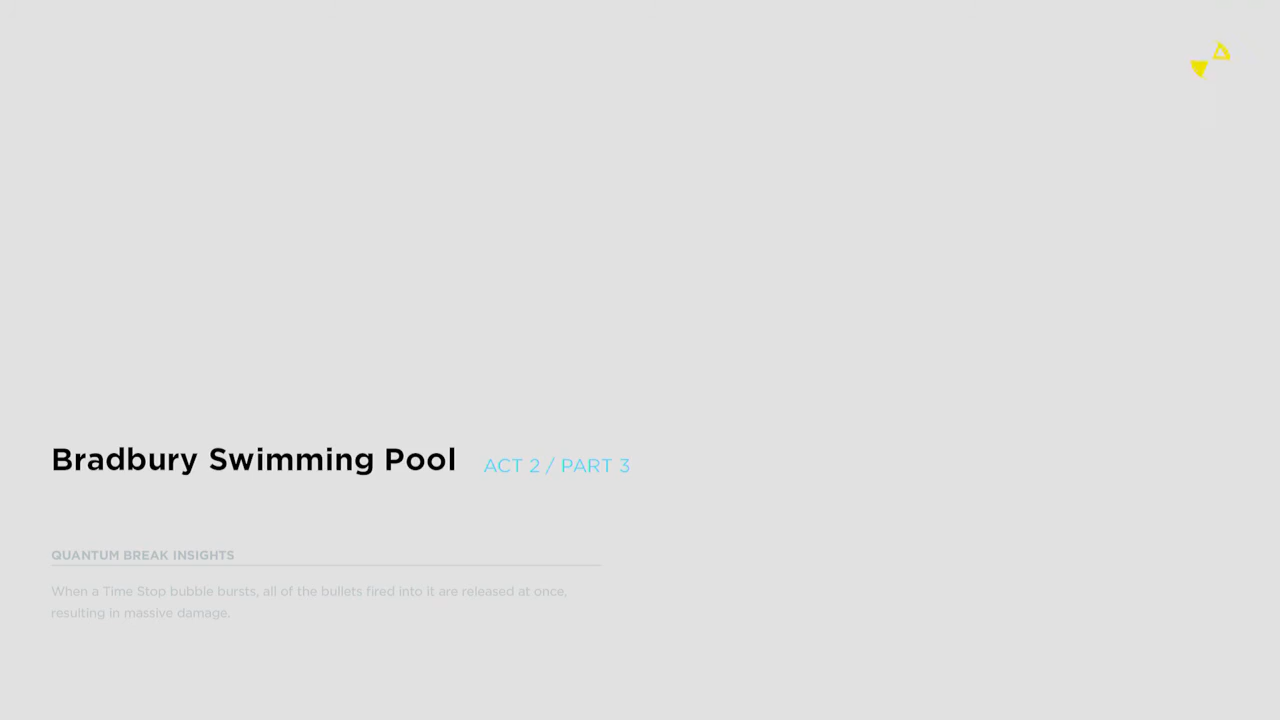 Bradbury Swimming Pool ACT 2 / PART 3
QUANTUM BREAK INSIGHTS
When a Time Stop bubble bursts, all of the bullets fired into it are released at once,
resulting in massive damage.